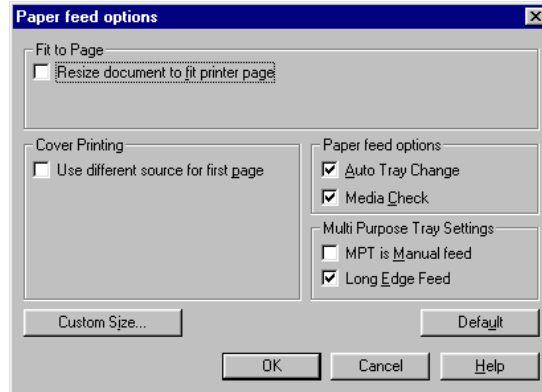 Paper feed options
Fit to Page
Resize document to fit printer page
Cover Printing
Use different source for first page
Paper feed options
Auto Tray Change
Media Check
Multi Purpose Tray Settings
MPT is Manual feed
Long Edge Feed
Custom Size...
Default
OK
Cancel
Help